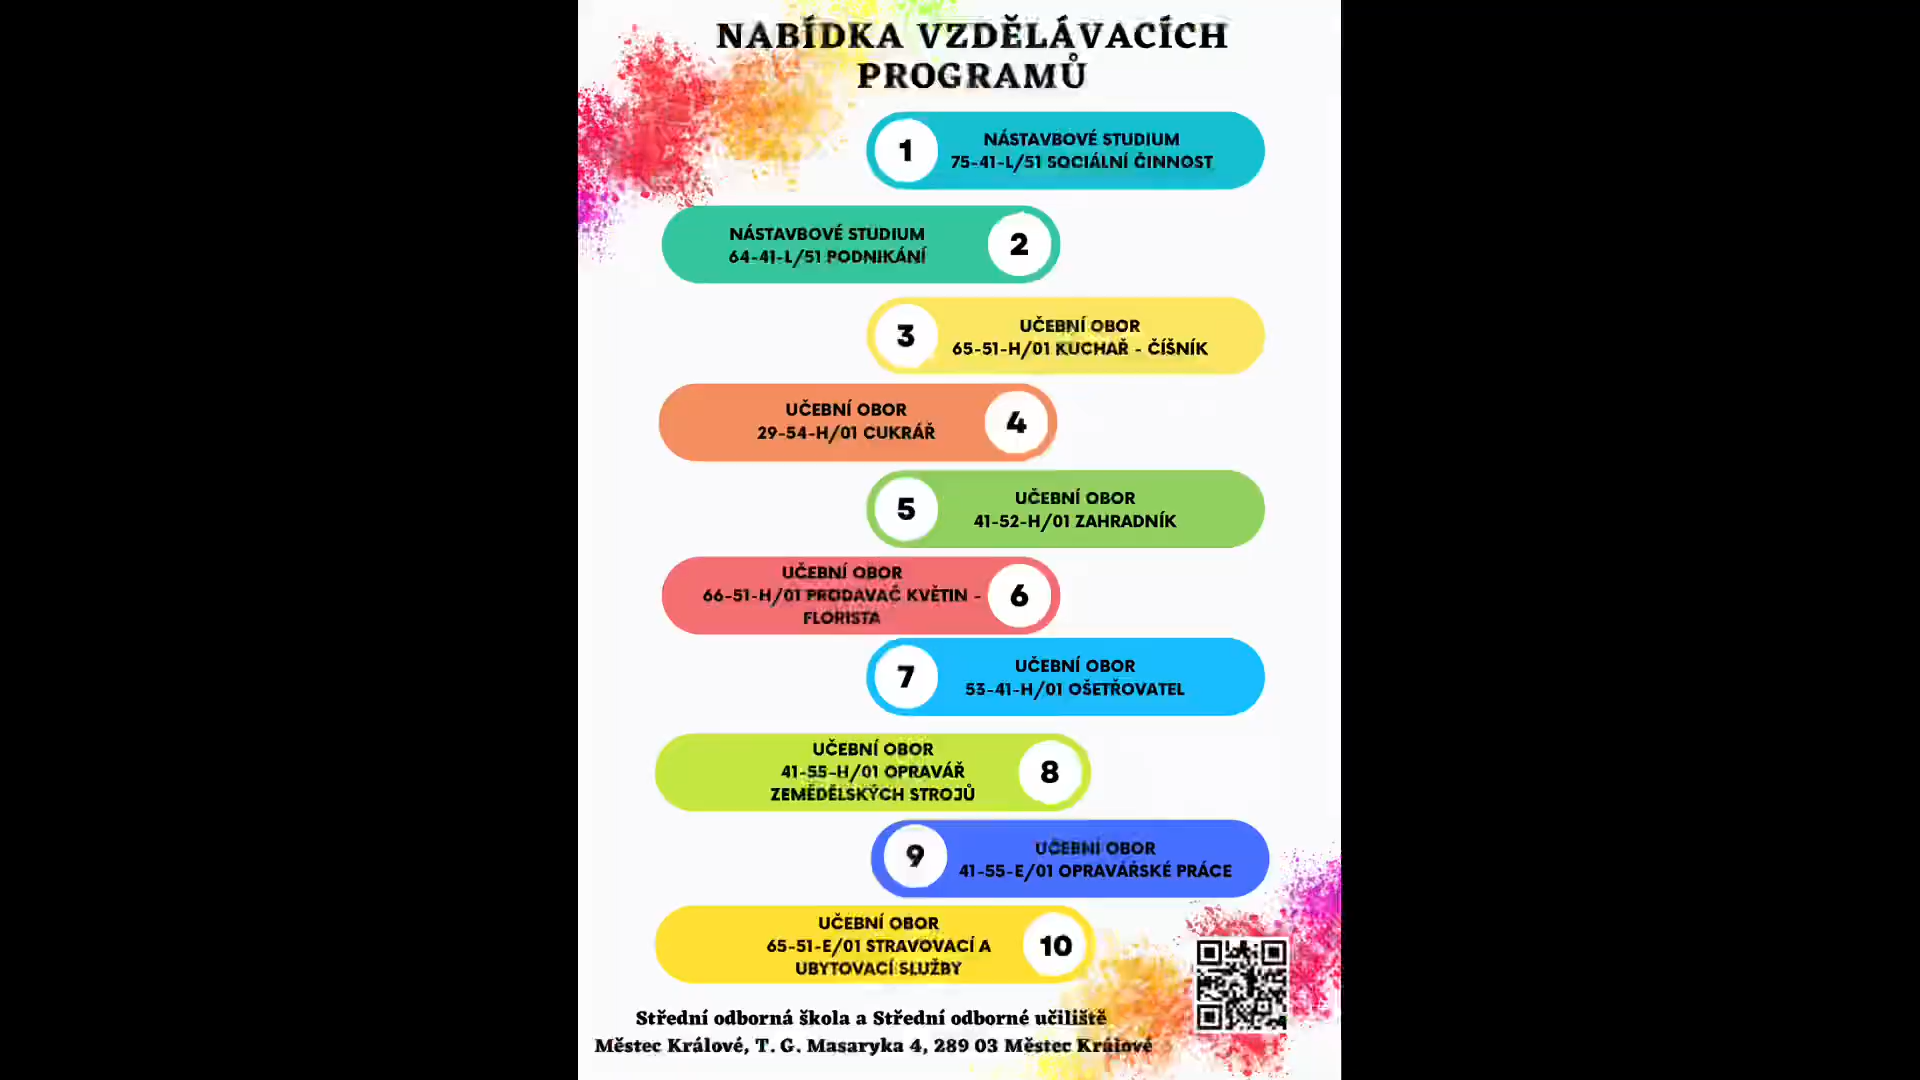 NABÍDKA VZDĚLÁVACÍCH
PROGRAMŮ
1
NÁSTAVBOVÉ STUDIUM
75-41-L/51 SOCIÁLNÍ ČINNOST
NÁSTAVBOVÉ STUDIUM
64-41-L/51 PODNIKÁNÍ
2
3
UČEBNÍ OBOR
65-51-H/01 KUCHAŘ - ČÍŠNÍK
UČEBNÍ OBOR
29-54-H/01 CUKRÁŘ
4
5
UČEBNÍ OBOR
41-52-H/01 ZAHRADNÍK
UČEBNÍ OBOR
66-51-H/01 PRODAVAČ KVĚTIN -
FLORISTA
6
7
UČEBNÍ OBOR
53-41-H/01 OŠETŘOVATEL
UČEBNÍ OBOR
41-55-H/01 OPRAVÁŘ
ZEMĚDĚLSKÝCH STROJŮ
8
9
UČEBNÍ OBOR
41-55-E/01 OPRAVÁŘSKÉ PRÁCE
UČEBNÍ OBOR
65-51-E/01 STRAVOVACÍ A
UBYTOVACÍ SLUŽBY
10
Střední odborná škola a Střední odborné učiliště
Městec Králové, T. G. Masaryka 4, 289 03 Městec Králové